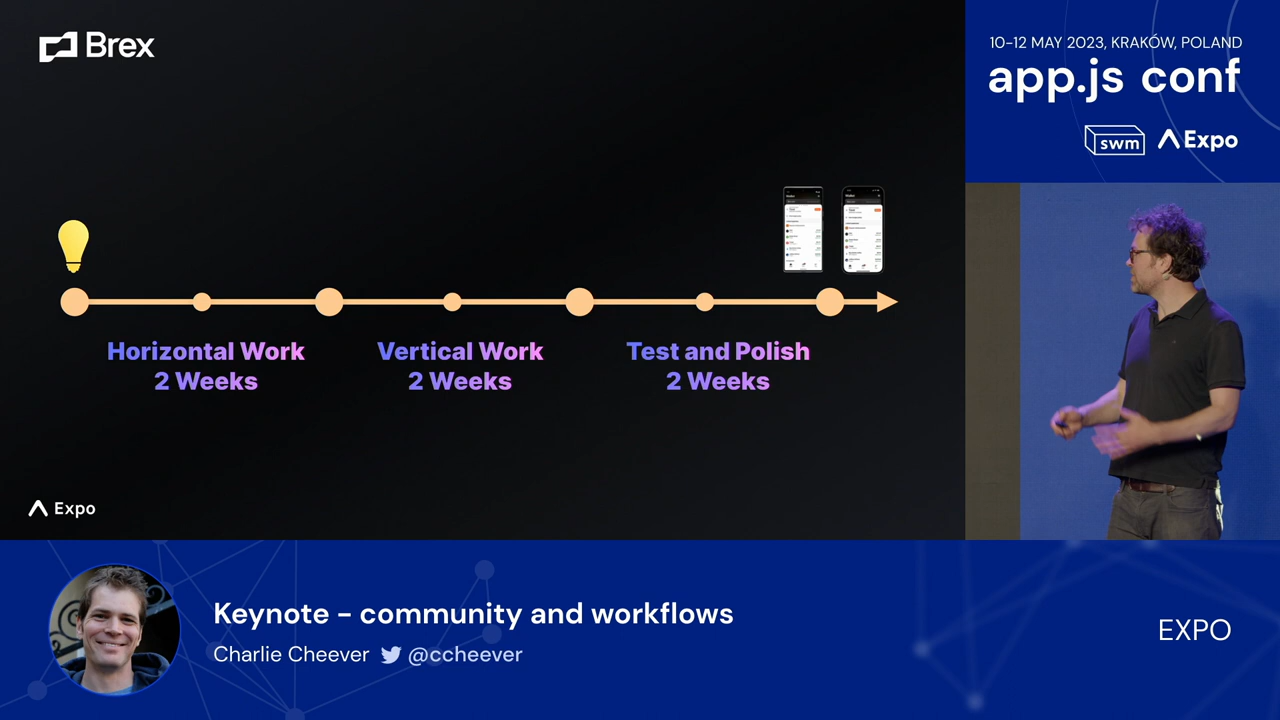 Brex
Horizontal Work
2 Weeks
Vertical Work
2 Weeks
Test and Polish
2 Weeks
Expo
10-12 MAY 2023, KRAKÓW, POLAND
app.js conf
swm
Expo
Keynote - community and workflows
Charlie Cheever @ccheever
EXPO